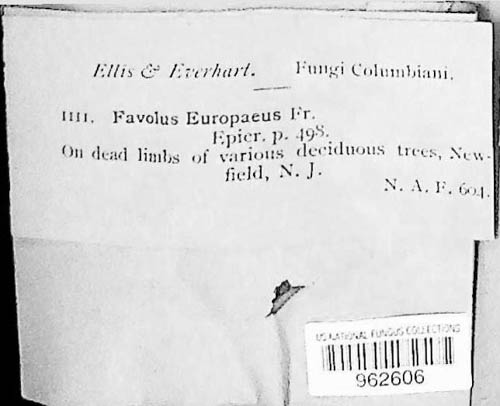 Ellis & Everhart. Fungi Columbiani.
1111. Favolus Europaeus Fr.
Epicr. p. 498.
On dead limbs of various deciduous trees, New-
field, N. J.
N. A. F. 604.
US NATIONAL FUNGUS COLLECTIONS
962606